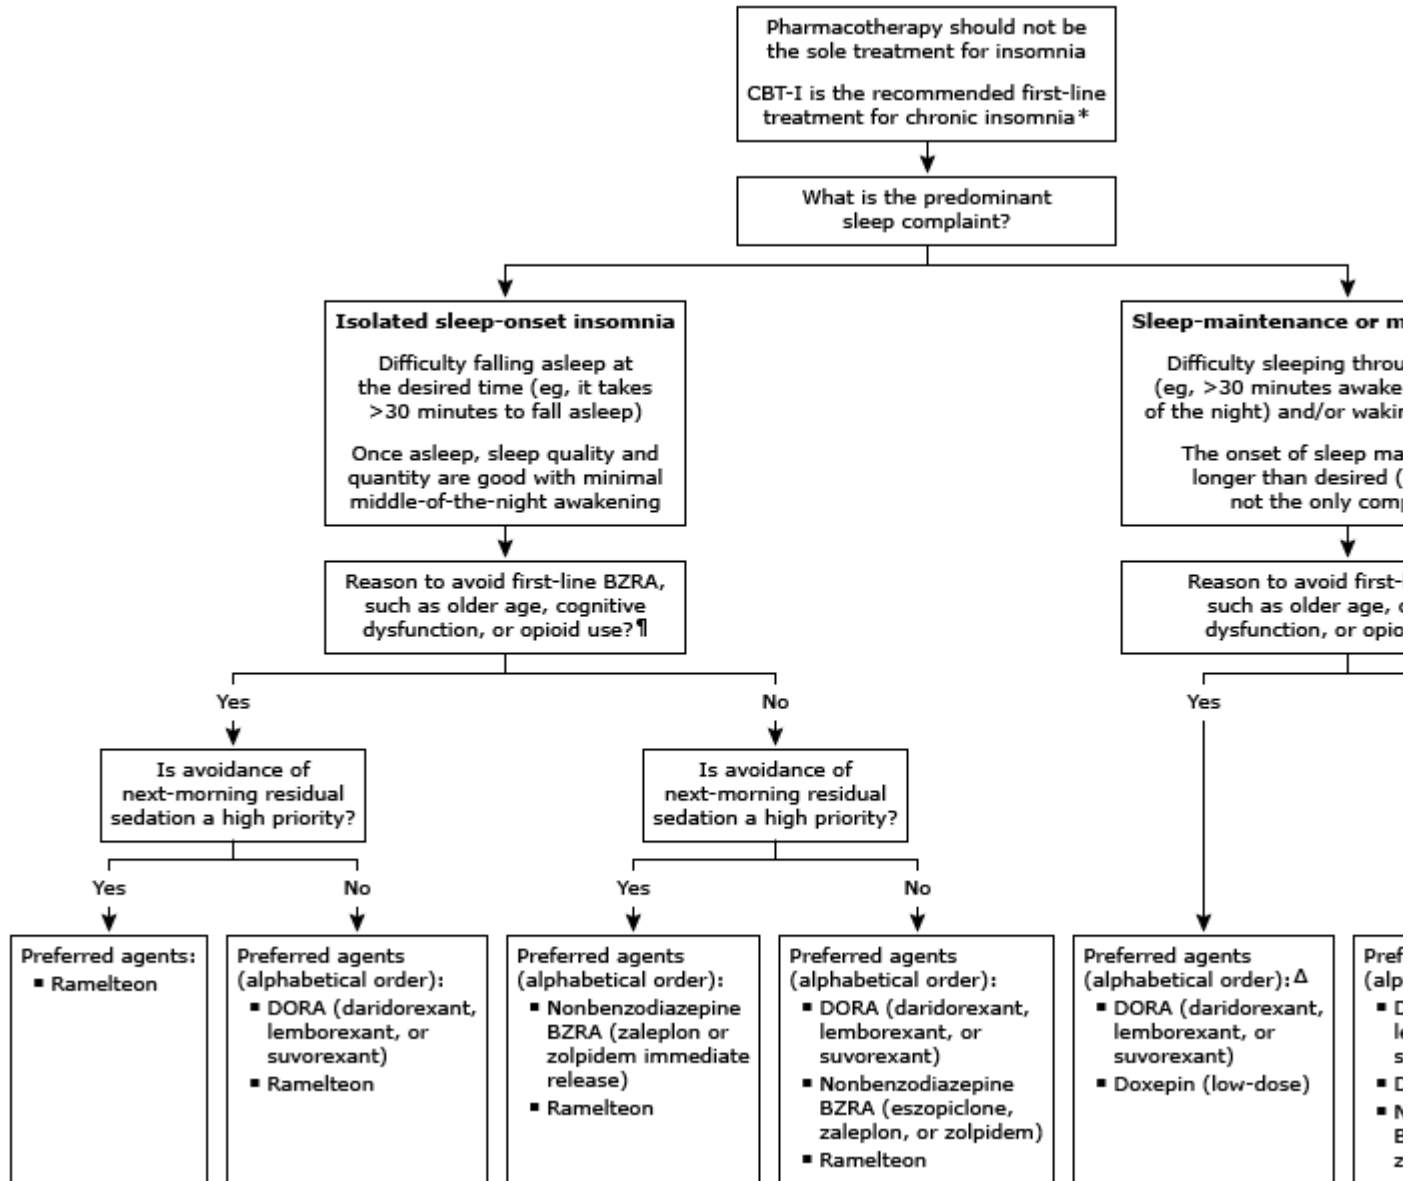 Pharmacotherapy should not be
the sole treatment for insomnia
CBT-I is the recommended first-line
treatment for chronic insomnia*
What is the predominant
sleep complaint?
Isolated sleep-onset insomnia
Difficulty falling asleep at
the desired time (eg, it takes
>30 minutes to fall asleep)
Once asleep, sleep quality and
quantity are good with minimal
middle-of-the-night awakening
Sleep-maintenance or
Difficulty sleeping
(eg, >30 minutes
of the night) and/or
The onset of sleep
longer than desired
not the only
Reason to avoid first-line BZRA,
such as older age, cognitive
dysfunction, or opioid use?¶
Reason to avoid
such as older age,
dysfunction, or
Yes
No
Yes
Is avoidance of
next-morning residual
sedation a high priority?
Is avoidance of
next-morning residual
sedation a high priority?
Yes
No
Yes
No
Preferred agents:
▪ Ramelteon
Preferred agents
(alphabetical order):
▪ DORA (daridorexant,
lemborexant, or
suvorexant)
▪ Ramelteon
Preferred agents
(alphabetical order):
▪ Nonbenzodiazepine
BZRA (zaleplon or
zolpidem immediate
release)
▪ Ramelteon
Preferred agents
(alphabetical order):
▪ DORA (daridorexant,
lemborexant, or
suvorexant)
▪ Nonbenzodiazepine
BZRA (eszopiclone,
zaleplon, or zolpidem)
▪ Ramelteon
Preferred agents
(alphabetical order):Δ
▪ DORA (daridorexant,
lemborexant, or
suvorexant)
▪ Doxepin (low-dose)